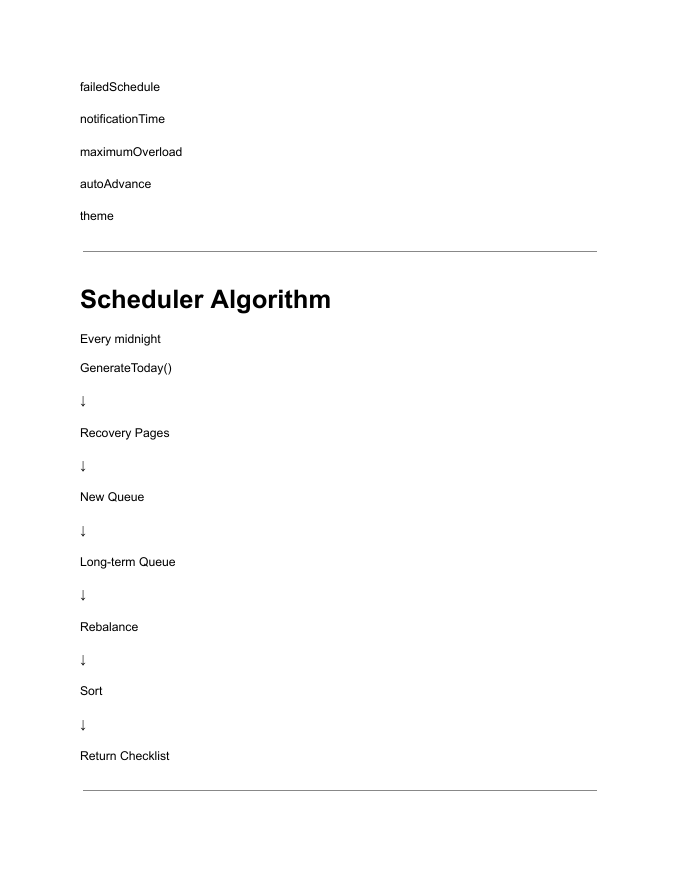 failedSchedule
notificationTime
maximumOverload
autoAdvance
theme
Scheduler Algorithm
Every midnight
GenerateToday()
↓
Recovery Pages
↓
New Queue
↓
Long-term Queue
↓
Rebalance
↓
Sort
↓
Return Checklist